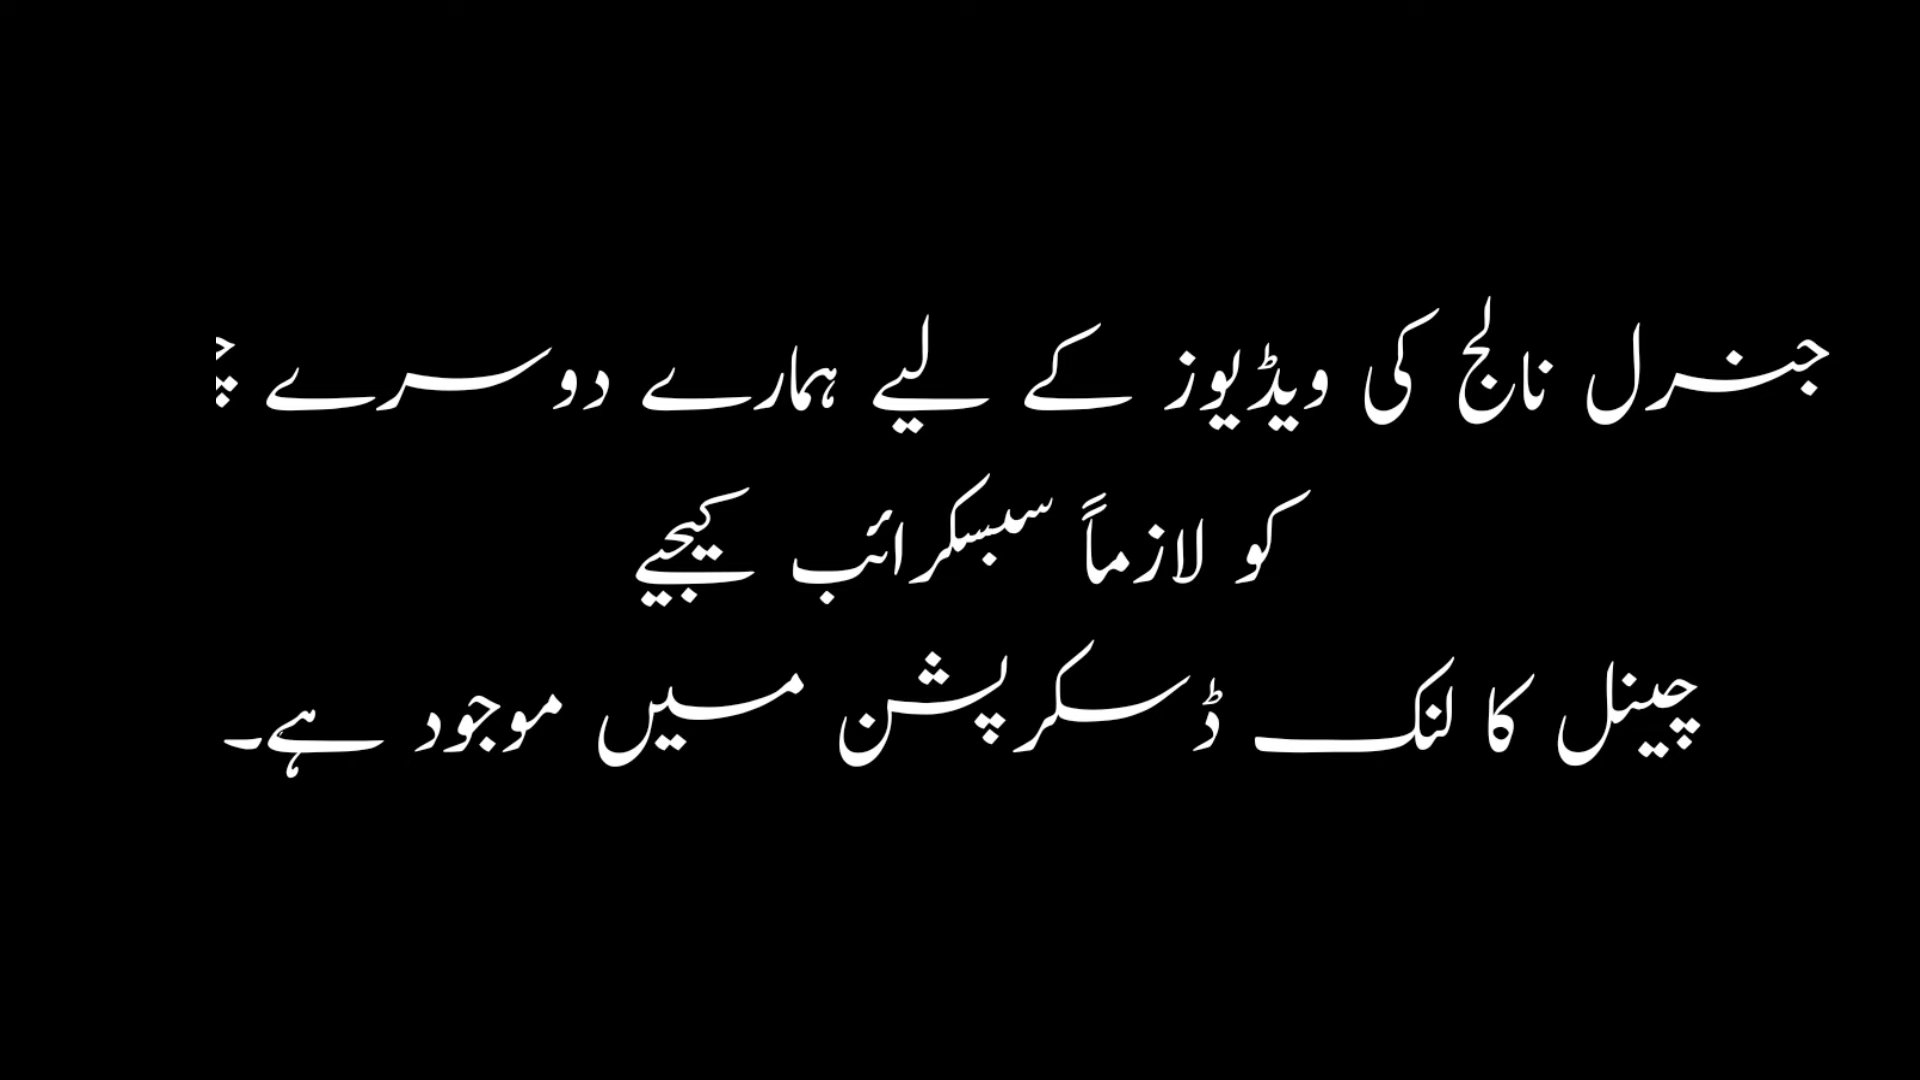 جنرل نالج کی ویڈیوز کے لیے ہمارے دوسرے
کو لازماً سبسکرائب کیجیے
چینل کا لنک ڈسکرپشن میں موجود ہے۔